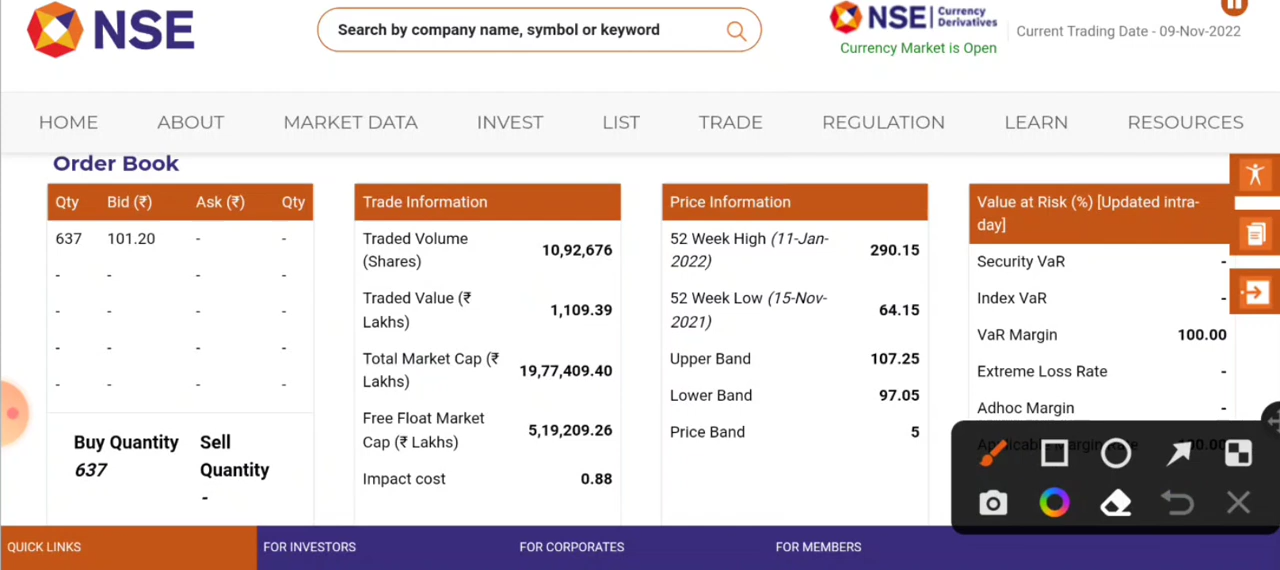 NSE
Search by company name, symbol or keyword
NSE Currency Derivatives
Currency Market is Open
Current Trading Date - 09-Nov-2022
HOME ABOUT MARKET DATA INVEST LIST TRADE REGULATION LEARN RESOURCES
Order Book
Qty Bid (₹) Ask (₹) Qty
637 101.20 - -
- - -
- - -
- - -
- - -
Buy Quantity
637
Sell
Quantity
-
Trade Information
Traded Volume
(Shares) 10,92,676
Traded Value (₹
Lakhs) 1,109.39
Total Market Cap (₹
Lakhs) 19,77,409.40
Free Float Market
Cap (₹ Lakhs) 5,19,209.26
Impact cost 0.88
Price Information
52 Week High (11-Jan-
2022) 290.15
52 Week Low (15-Nov-
2021) 64.15
Upper Band 107.25
Lower Band 97.05
Price Band 5
Value at Risk (%) [Updated intra-
day]
Security VaR -
Index VaR -
VaR Margin 100.00
Extreme Loss Rate -
Adhoc Margin -
Applicable Margin Rate 100.00
QUICK LINKS FOR INVESTORS FOR CORPORATES FOR MEMBERS